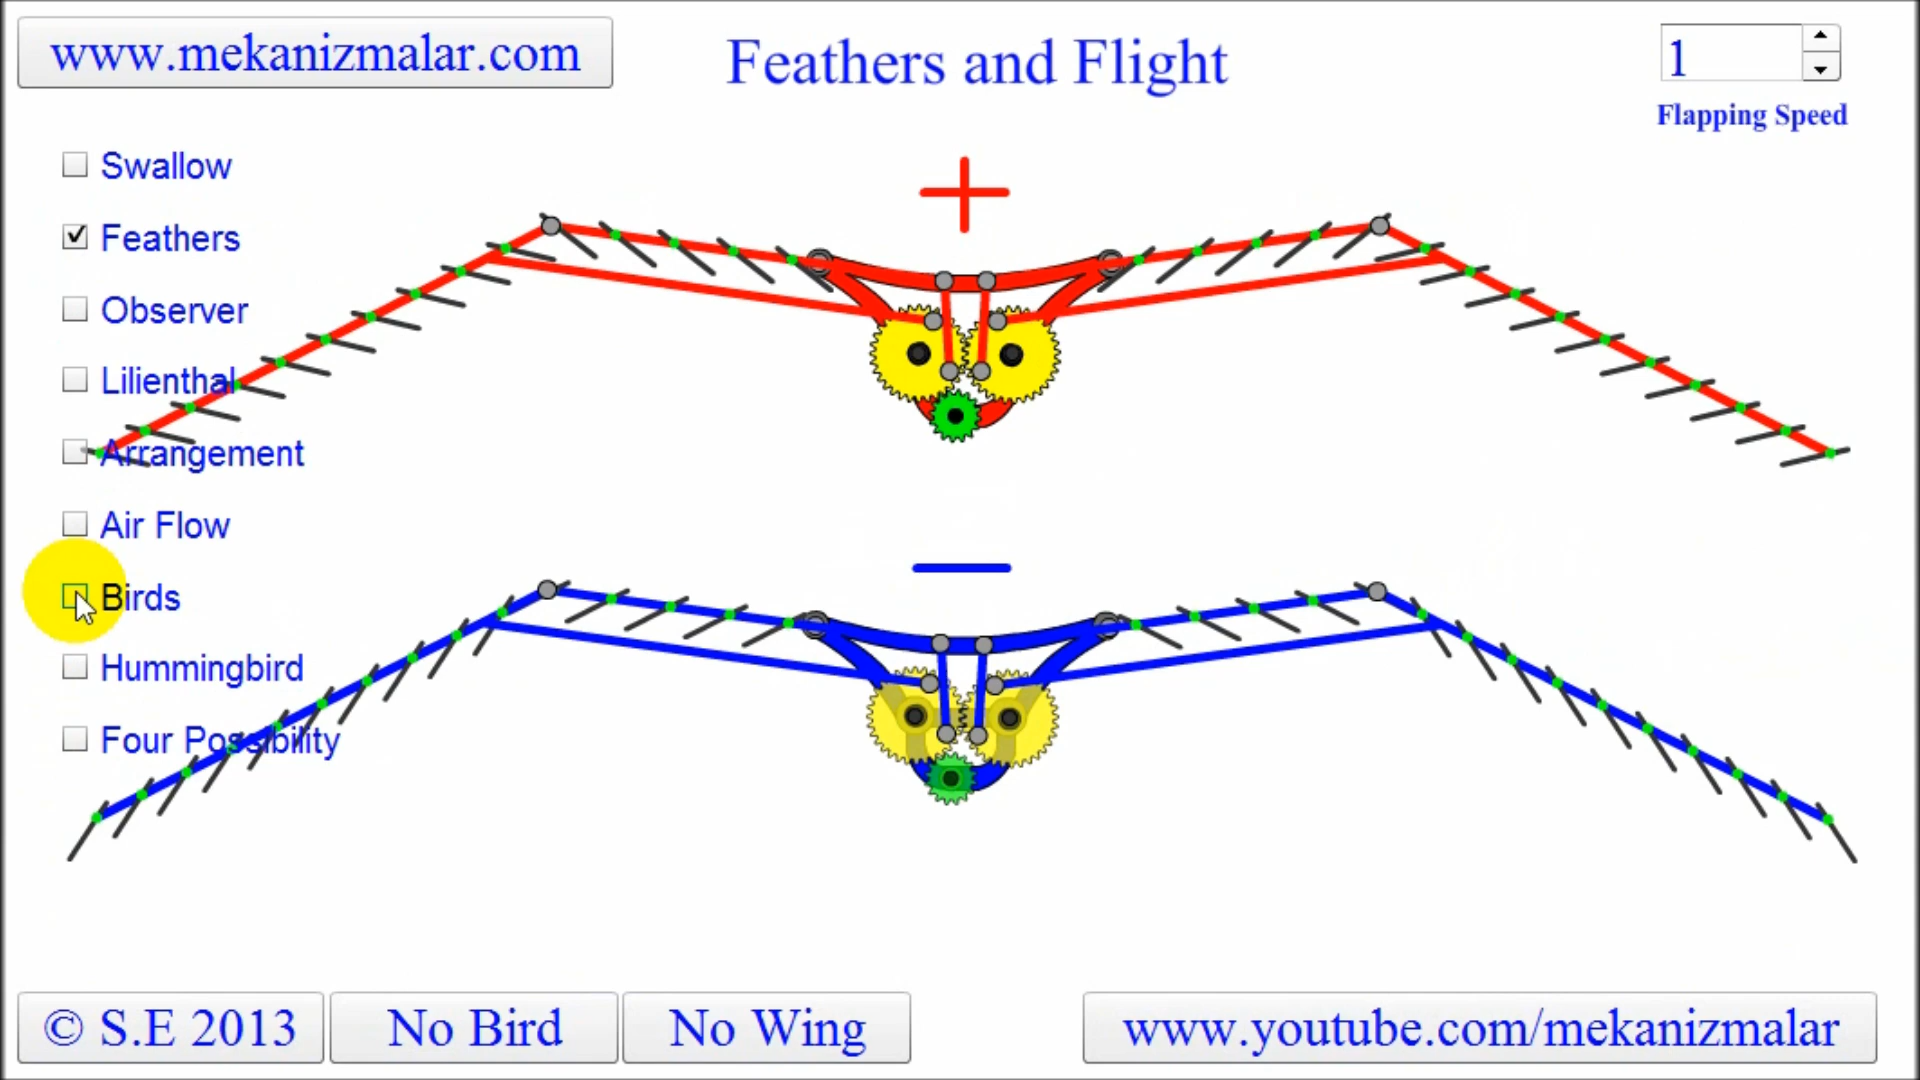 www.mekanizmalar.com
Feathers and Flight
1
Flapping Speed
Swallow
Feathers
Observer
Lilienthal
Arrangement
Air Flow
Birds
Hummingbird
Four Possibility
© S.E 2013
No Bird
No Wing
www.youtube.com/mekanizmalar